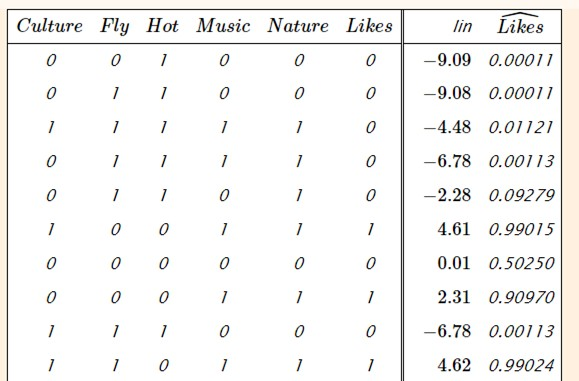 Culture Fly Hot Music Nature Likes lin Likes
0 0 1 0 0 0 −9.09 0.00011
0 1 1 0 0 0 −9.08 0.00011
1 1 1 1 1 0 −4.48 0.01121
0 1 1 1 1 0 −6.78 0.00113
0 1 1 0 1 0 −2.28 0.09279
1 0 0 1 1 1 4.61 0.99015
0 0 0 0 0 0 0.01 0.50250
0 0 0 1 1 1 2.31 0.90970
1 1 1 0 0 0 −6.78 0.00113
1 1 0 1 1 1 4.62 0.99024